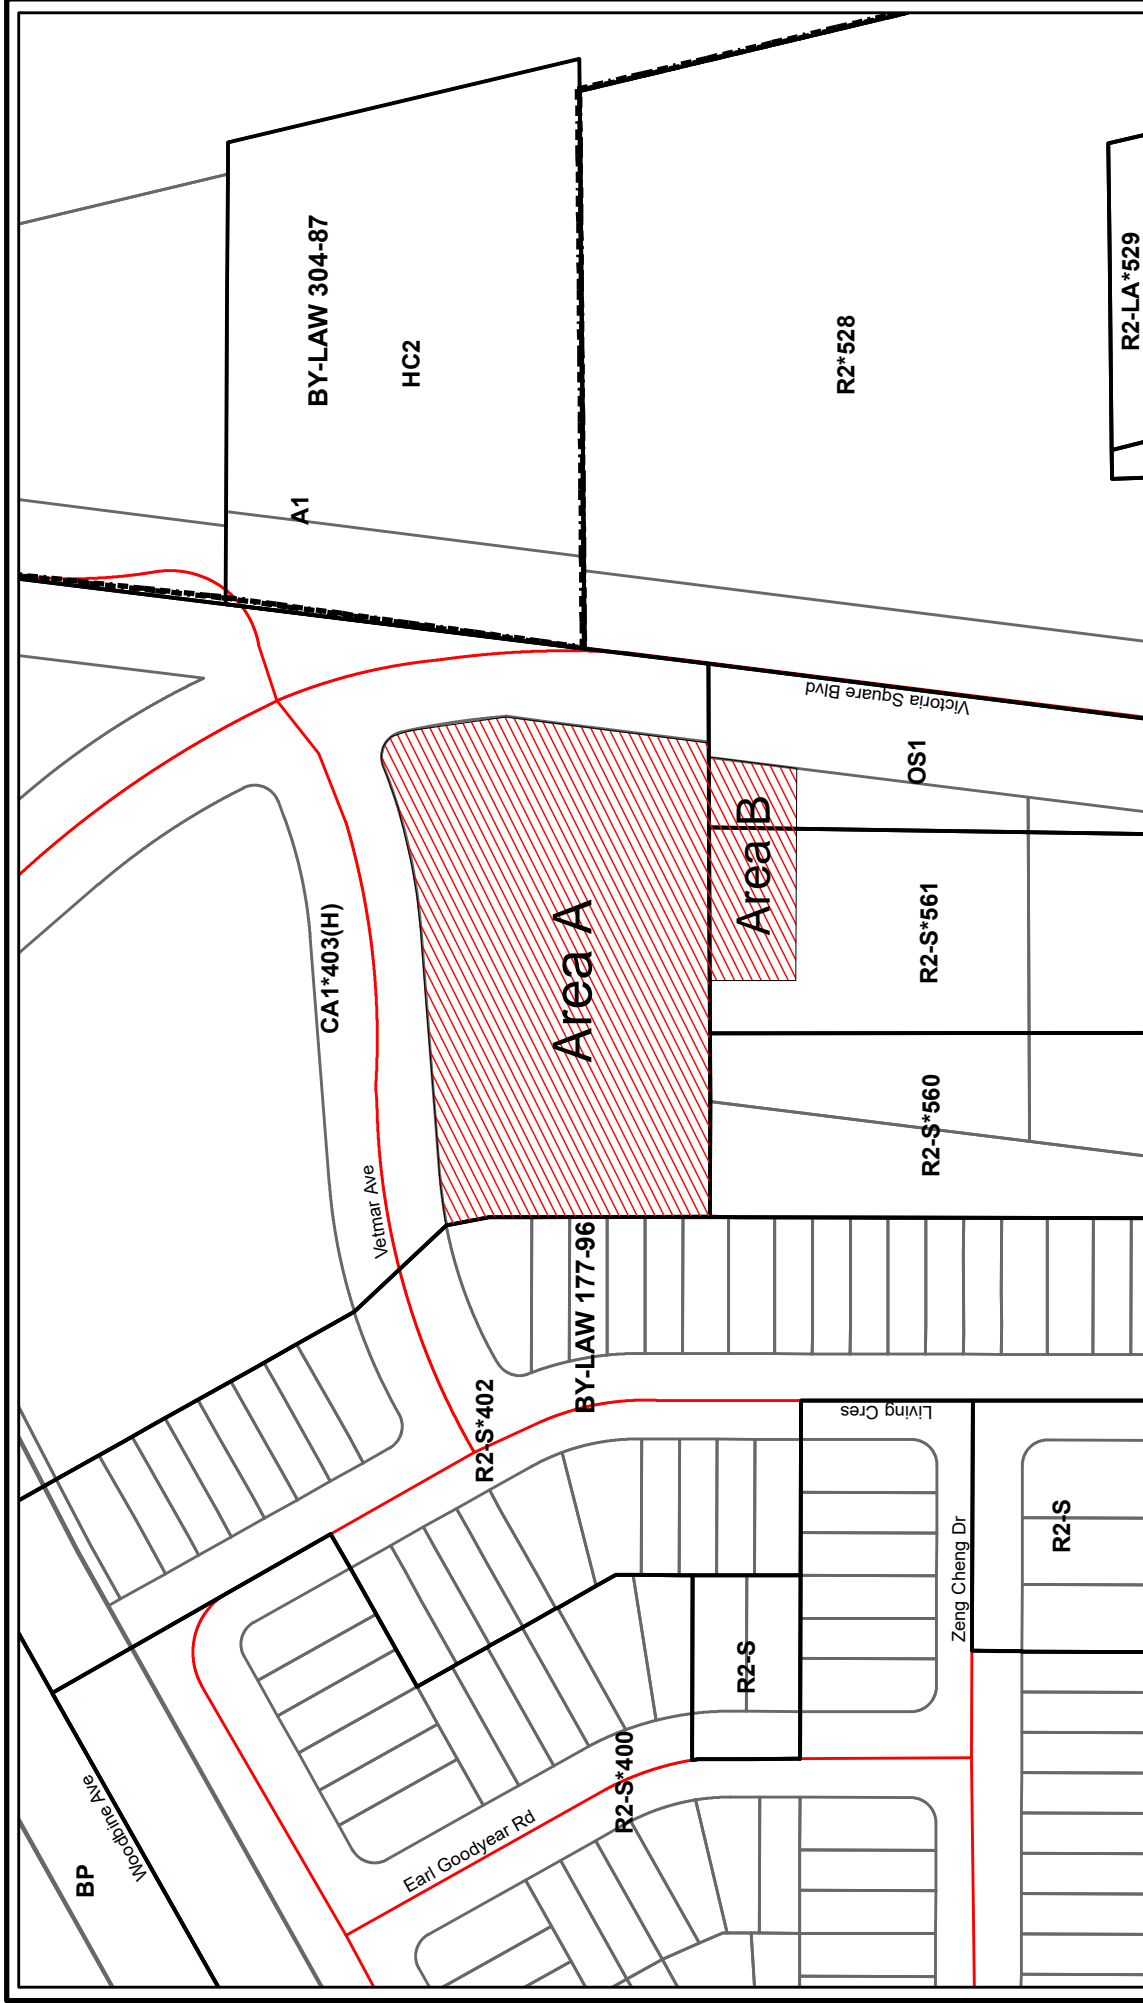 BY-LAW 304-87
HC2
A1
R2*528
R2-LA*529
Victoria Square Blvd
OS1
Area A
Area B
CA1*403(H)
R2-S*561
R2-S*560
Vetmar Ave
BY-LAW 177-96
R2-S*402
Living Cres
Zeng Cheng Dr
R2-S
R2-S
R2-S*400
Earl Goodyear Rd
Woodbine Ave
BP